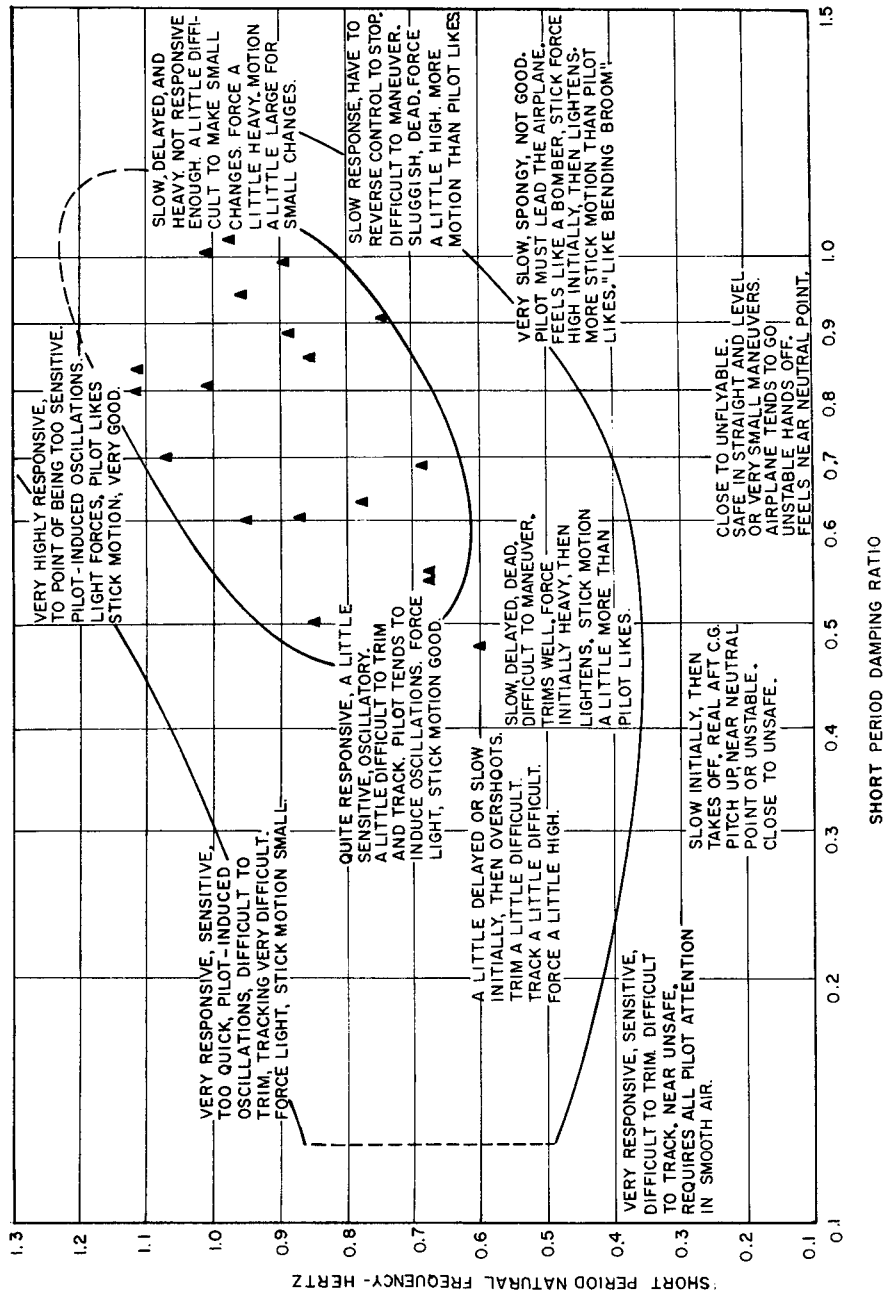 VERY HIGHLY RESPONSIVE,
TO POINT OF BEING TOO SENSITIVE.
PILOT-INDUCED OSCILLATIONS.
LIGHT FORCES, PILOT LIKES
STICK MOTION, VERY GOOD.
SLOW, DELAYED, AND
HEAVY. NOT RESPONSIVE
ENOUGH. A LITTLE DIFFI-
CULT TO MAKE SMALL
CHANGES. FORCE A
LITTLE HEAVY. MOTION
A LITTLE LARGE FOR
SMALL CHANGES.
VERY RESPONSIVE, SENSITIVE,
TOO QUICK, PILOT-INDUCED
OSCILLATIONS, DIFFICULT TO
TRIM, TRACKING VERY DIFFICULT.
FORCE LIGHT, STICK MOTION SMALL.
QUITE RESPONSIVE, A LITTLE
SENSITIVE, OSCILLATORY.
A LITTLE DIFFICULT TO TRIM
AND TRACK. PILOT TENDS TO
INDUCE OSCILLATIONS, FORCE
LIGHT, STICK MOTION GOOD.
SLOW RESPONSE, HAVE TO
REVERSE CONTROL TO STOP.
DIFFICULT TO MANEUVER.
SLUGGISH, DEAD. FORCE
A LITTLE HIGH. MORE
MOTION THAN PILOT LIKES.
A LITTLE DELAYED OR SLOW
INITIALLY, THEN OVERSHOOTS.
TRIM A LITTLE DIFFICULT.
TRACK A LITTLE DIFFICULT.
FORCE A LITTLE HIGH.
SLOW, DELAYED, DEAD,
DIFFICULT TO MANEUVER.
TRIMS WELL. FORCE
INITIALLY HEAVY, THEN
LIGHTENS. STICK MOTION
A LITTLE MORE THAN
PILOT LIKES.
VERY SLOW, SPONGY, NOT GOOD.
PILOT MUST LEAD THE AIRPLANE.
FEELS LIKE A BOMBER, STICK FORCE
HIGH INITIALLY, THEN LIGHTENS.
MORE STICK MOTION THAN PILOT
LIKES, "LIKE BENDING BROOM".
VERY RESPONSIVE, SENSITIVE,
DIFFICULT TO TRIM. DIFFICULT
TO TRACK, NEAR UNSAFE.
REQUIRES ALL PILOT ATTENTION
IN SMOOTH AIR.
SLOW INITIALLY, THEN
TAKES OFF, REAL AFT C.G.
PITCH UP, NEAR NEUTRAL
POINT OR UNSTABLE.
CLOSE TO UNSAFE.
CLOSE TO UNFLYABLE.
SAFE IN STRAIGHT AND LEVEL
OR VERY SMALL MANEUVERS.
AIRPLANE TENDS TO GO
UNSTABLE HANDS OFF.
FEELS NEAR NEUTRAL POINT.
SHORT PERIOD NATURAL FREQUENCY-HERTZ
1.3
1.2
1.1
1.0
0.9
0.8
0.7
0.6
0.5
0.4
0.3
0.2
0.1
0.1
0.2
0.3
0.4
0.5
0.6
0.7
0.8
0.9
1.0
1.5
SHORT PERIOD DAMPING RATIO